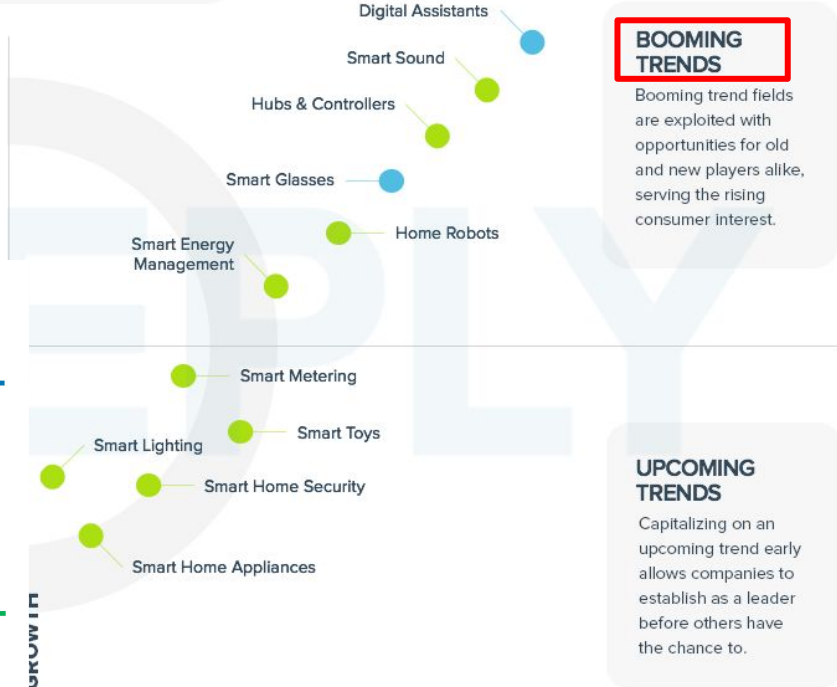 Digital Assistants
Smart Sound
Hubs & Controllers
Smart Glasses
Home Robots
Smart Energy
Management
BOOMING
TRENDS
Booming trend fields
are exploited with
opportunities for old
and new players alike,
serving the rising
consumer interest.
Smart Metering
Smart Toys
Smart Lighting
Smart Home Security
Smart Home Appliances
UPCOMING
TRENDS
Capitalizing on an
upcoming trend early
allows companies to
establish as a leader
before others have
the chance to.
GROWTH
EPLY